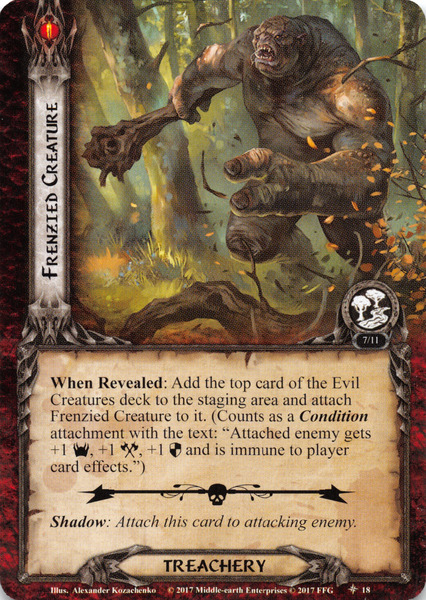 FRENZIED CREATURE
7/11
When Revealed: Add the top card of the Evil
Creatures deck to the staging area and attach
Frenzied Creature to it. (Counts as a Condition
attachment with the text: “Attached enemy gets
+1 , +1 , +1 and is immune to player
card effects.”)
Shadow: Attach this card to attacking enemy.
TREACHERY
Illus. Alexander Kozachenko © 2017 Middle-earth Enterprises © 2017 FFG 18